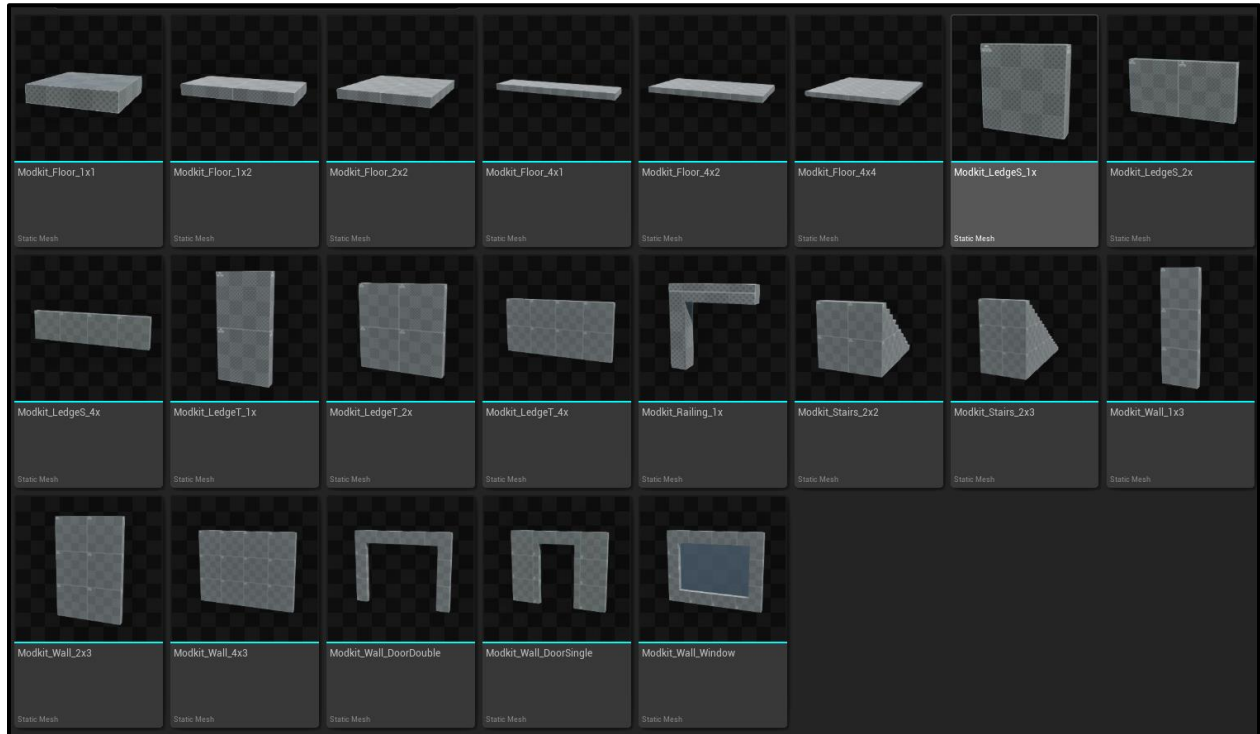 Modkit_Floor_1x1
Modkit_Floor_1x2
Modkit_Floor_2x2
Modkit_Floor_4x1
Modkit_Floor_4x2
Modkit_Floor_4x4
Modkit_LedgeS_1x
Modkit_LedgeS_2x
Static Mesh
Static Mesh
Static Mesh
Static Mesh
Static Mesh
Static Mesh
Static Mesh
Static Mesh
Modkit_LedgeS_4x
Modkit_LedgeT_1x
Modkit_LedgeT_2x
Modkit_LedgeT_4x
Modkit_Railing_1x
Modkit_Stairs_2x2
Modkit_Stairs_2x3
Modkit_Wall_1x3
Static Mesh
Static Mesh
Static Mesh
Static Mesh
Static Mesh
Static Mesh
Static Mesh
Static Mesh
Modkit_Wall_2x3
Modkit_Wall_4x3
Modkit_Wall_DoorDouble
Modkit_Wall_DoorSingle
Modkit_Wall_Window
Static Mesh
Static Mesh
Static Mesh
Static Mesh
Static Mesh